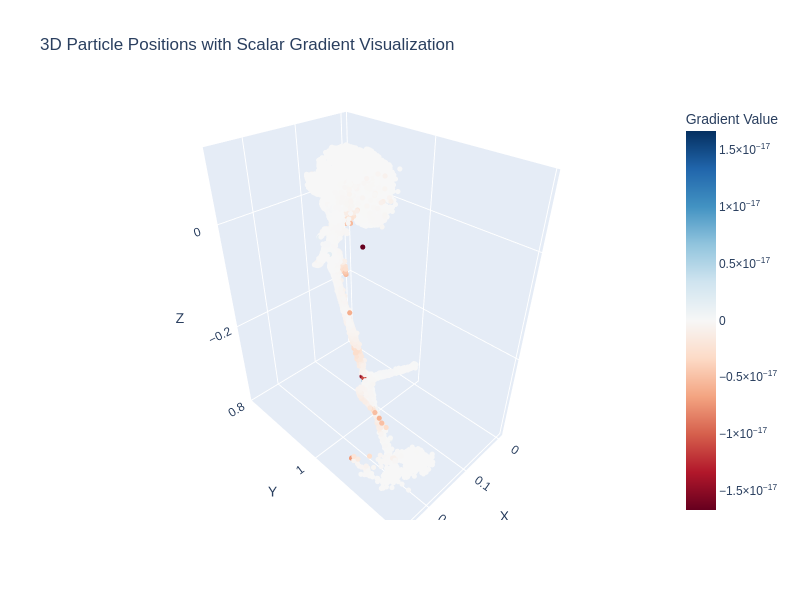 3D Particle Positions with Scalar Gradient Visualization
Gradient Value
1.5×10⁻¹⁷
1×10⁻¹⁷
0.5×10⁻¹⁷
0
−0.5×10⁻¹⁷
−1×10⁻¹⁷
−1.5×10⁻¹⁷
0
Z
−0.2
0.8
1
Y
0
0.1
X